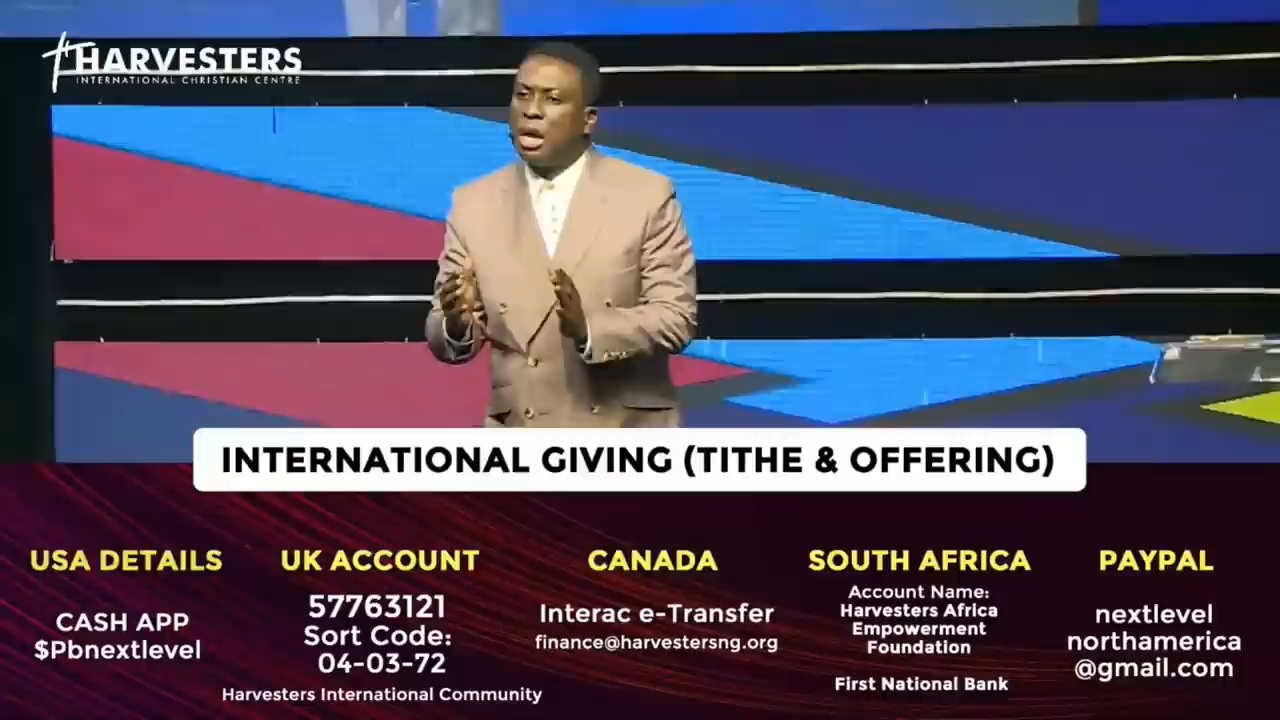 HARVESTERS
INTERNATIONAL CHRISTIAN CENTRE
INTERNATIONAL GIVING (TITHE & OFFERING)
USA DETAILS
CASH APP
$Pbnextlevel
UK ACCOUNT
57763121
Sort Code:
04-03-72
Harvesters International Community
CANADA
Interac e-Transfer
finance@harvestersng.org
SOUTH AFRICA
Account Name:
Harvesters Africa
Empowerment
Foundation
First National Bank
PAYPAL
nextlevel
northamerica
@gmail.com